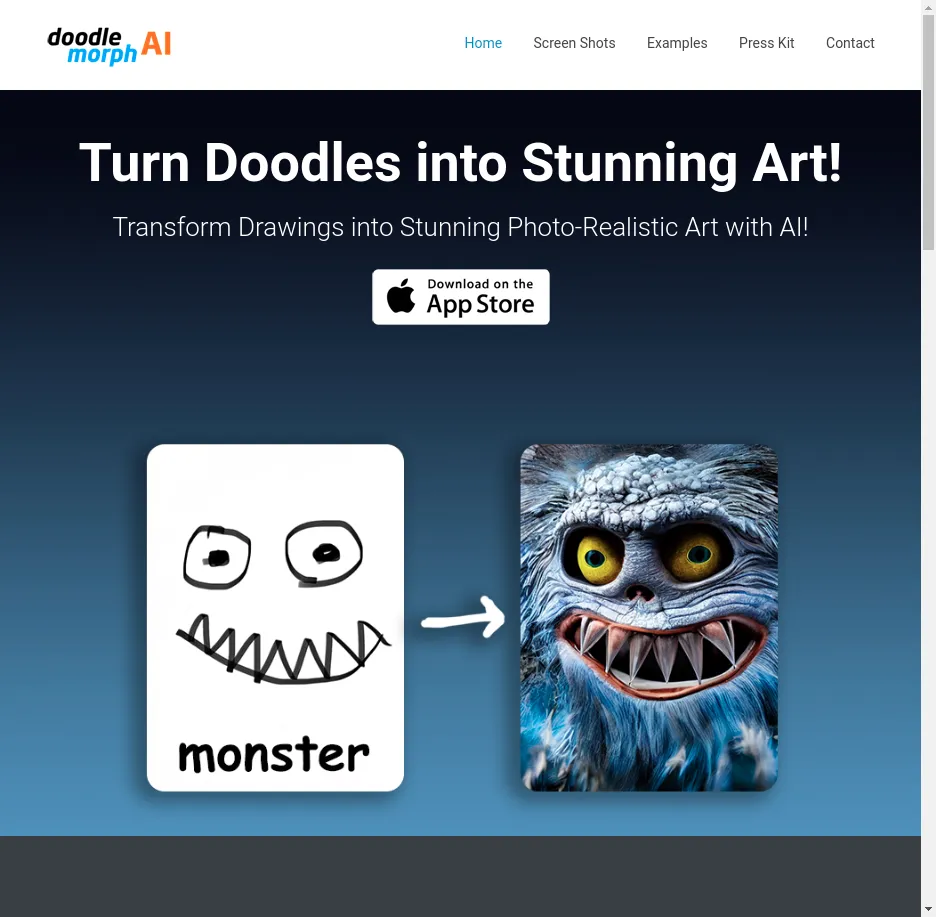 doodle
morph AI
Home Screen Shots Examples Press Kit Contact
Turn Doodles into Stunning Art!
Transform Drawings into Stunning Photo-Realistic Art with AI!
Download on the
App Store
monster